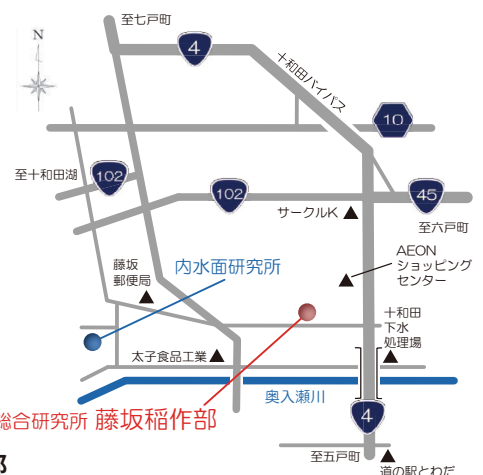 至七戸町
N
4
十和田バイパス
10
102
至十和田湖
102
45
サークルK
至六戸町
AEON
ショッピング
センター
藤坂
郵便局
内水面研究所
十和田
下水
処理場
太子食品工業
奥入瀬川
総合研究所 藤坂稲作部
4
部
至五戸町
道の駅とわだ